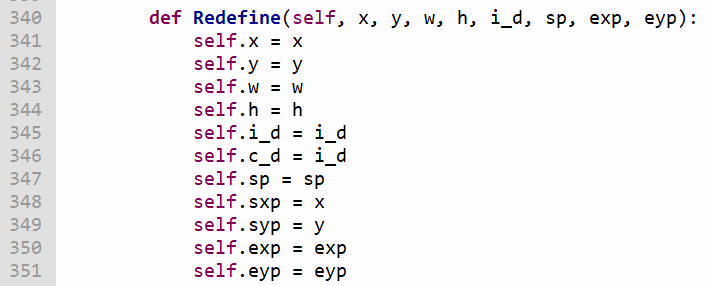 340 def Redefine(self, x, y, w, h, i_d, sp, exp, eyp):
341 self.x = x
342 self.y = y
343 self.w = w
344 self.h = h
345 self.i_d = i_d
346 self.c_d = i_d
347 self.sp = sp
348 self.sxp = x
349 self.syp = y
350 self.exp = exp
351 self.eyp = eyp